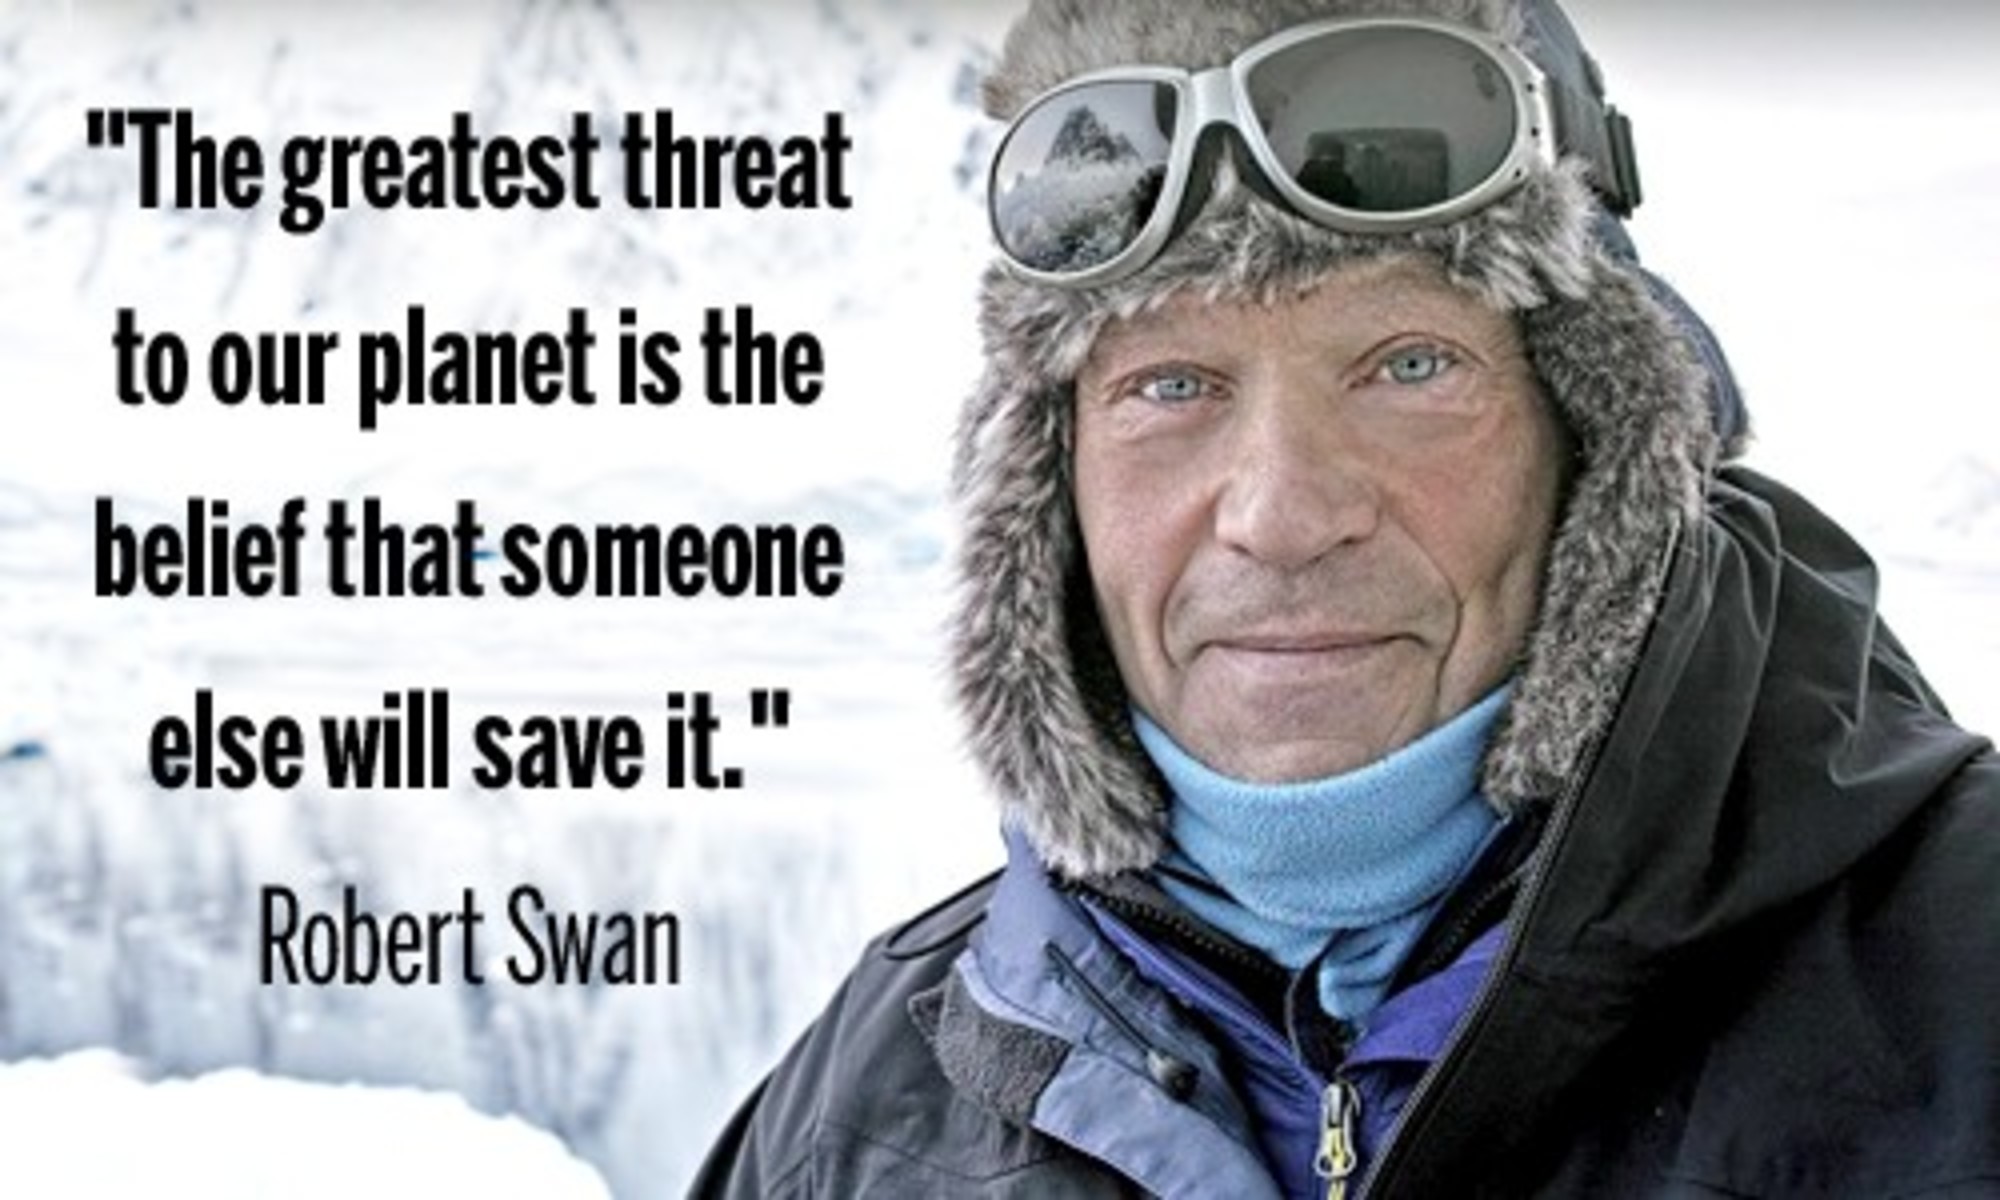 "The greatest threat
to our planet is the
belief that someone
else will save it."
Robert Swan